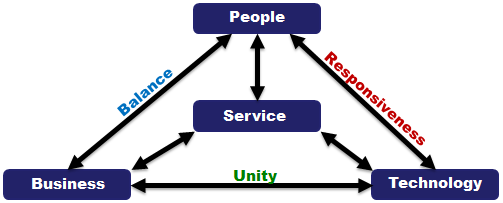 People
Balance
Responsiveness
Service
Unity
Business
Technology